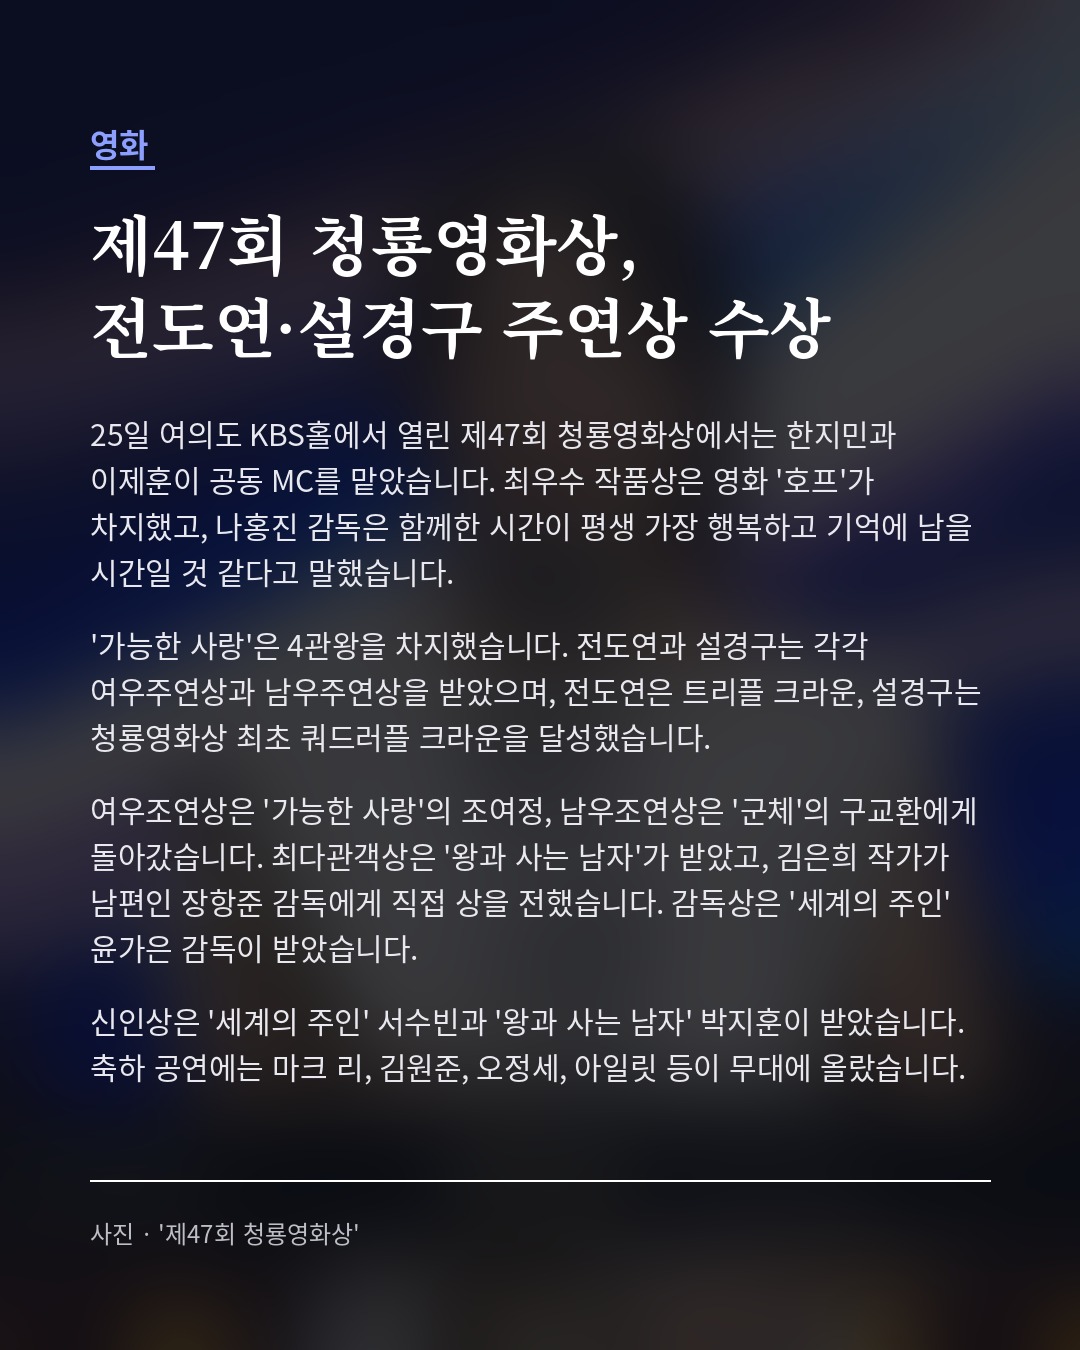 영화
제47회 청룡영화상,
전도연·설경구 주연상 수상
25일 여의도 KBS홀에서 열린 제47회 청룡영화상에서는 한지민과
이제훈이 공동 MC를 맡았습니다. 최우수 작품상은 영화 '호프'가
차지했고, 나홍진 감독은 함께한 시간이 평생 가장 행복하고 기억에 남을
시간일 것 같다고 말했습니다.
'가능한 사랑'은 4관왕을 차지했습니다. 전도연과 설경구는 각각
여우주연상과 남우주연상을 받았으며, 전도연은 트리플 크라운, 설경구는
청룡영화상 최초 쿼드러플 크라운을 달성했습니다.
여우조연상은 '가능한 사랑'의 조여정, 남우조연상은 '군체'의 구교환에게
돌아갔습니다. 최다관객상은 '왕과 사는 남자'가 받았고, 김은희 작가가
남편인 장항준 감독에게 직접 상을 전했습니다. 감독상은 '세계의 주인'
윤가은 감독이 받았습니다.
신인상은 '세계의 주인' 서수빈과 '왕과 사는 남자' 박지훈이 받았습니다.
축하 공연에는 마크 리, 김원준, 오정세, 아일릿 등이 무대에 올랐습니다.
사진 · '제47회 청룡영화상'